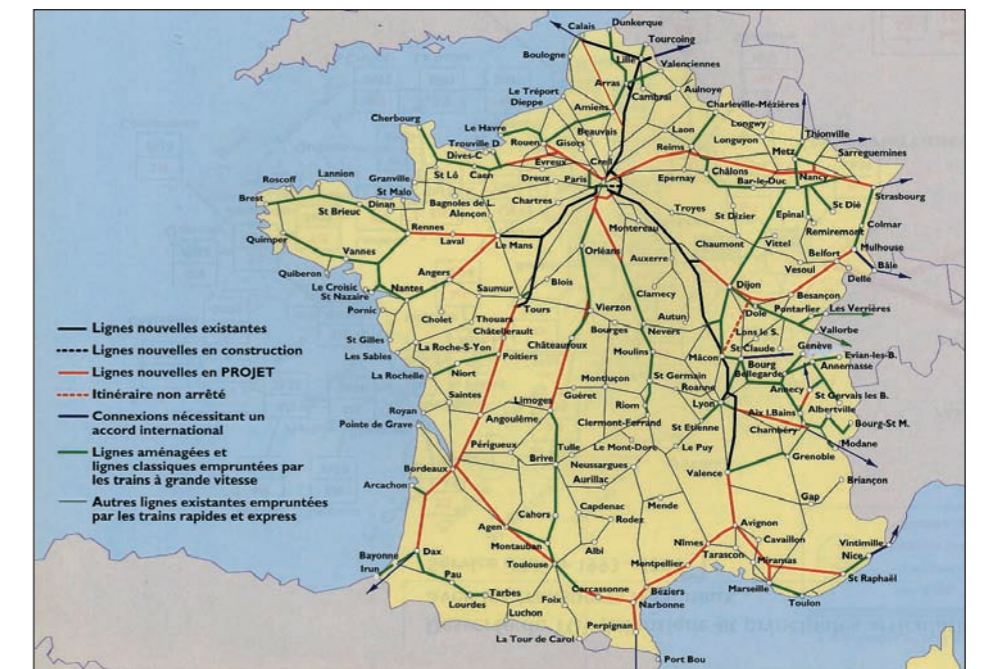 Calais
Dunkerque
Tourcoing
Boulogne
Lille
Valenciennes
Arras
Le Tréport
Cambrai
Aulnoye
Dieppe
Amiens
Charleville-Mézières
Cherbourg
Le Havre
Beauvais
Laon
Longwy
Thionville
Trouville D.
Rouen
Gisors
Reims
Longuyon
Metz
Sarreguemines
Dives-C
Creil
Evreux
St Lô
Caen
Dreux
Paris
Epernay
Châlons
Bar-le-Duc
Nancy
Roscoff
Lannion
Granville
St Malo
Bagnoles de L.
Chartres
Strasbourg
Brest
St Brieuc
Dinan
Alençon
Troyes
St Dizier
Epinal
St Dié
Montereau
Remiremont
Colmar
Rennes
Laval
Le Mans
Quimper
Orléans
Chaumont
Vittel
Belfort
Mulhouse
Vannes
Auxerre
Vesoul
Bâle
Quiberon
Angers
Blois
Delle
Le Croisic
Nantes
Saumur
Dijon
Besançon
St Nazaire
Clamecy
Pornic
Tours
Vierzon
Dole
Pontarlier
Les Verrières
Cholet
Thouars
Autun
Lons le S.
Vallorbe
Châtellerault
Bourges
Nevers
St Gilles
La Roche-S-Yon
Châteauroux
Moulins
Mâcon
St Claude
Genève
Les Sables
Poitiers
Evian-les-B.
Bourg
Bellegarde
Annemasse
La Rochelle
Niort
Montluçon
St Germain
Roanne
Annecy
St Gervais les B.
Saintes
Limoges
Guéret
Riom
Lyon
Aix l.Bains
Albertville
Royan
Angoulême
Clermont-Ferrand
St Etienne
Chambéry
Bourg-St M.
Pointe de Grave
Périgueux
Tulle
Le Mont-Dore
Le Puy
Modane
Bordeaux
Brive
Neussargues
Valence
Grenoble
Arcachon
Aurillac
Briançon
Capdenac
Mende
Gap
Cahors
Rodez
Agen
Avignon
Montauban
Albi
Nîmes
Cavaillon
Vintimille
Bayonne
Dax
Toulouse
Tarascon
Miramas
Nice
Irun
Montpellier
Pau
St Raphaël
Tarbes
Carcassonne
Béziers
Marseille
Lourdes
Foix
Narbonne
Toulon
Luchon
Perpignan
La Tour de Carol
Port Bou
Lignes nouvelles existantes
Lignes nouvelles en construction
Lignes nouvelles en PROJET
Itinéraire non arrêté
Connexions nécessitant un
accord international
Lignes aménagées et
lignes classiques empruntées par
les trains à grande vitesse
Autres lignes existantes empruntées
par les trains rapides et express